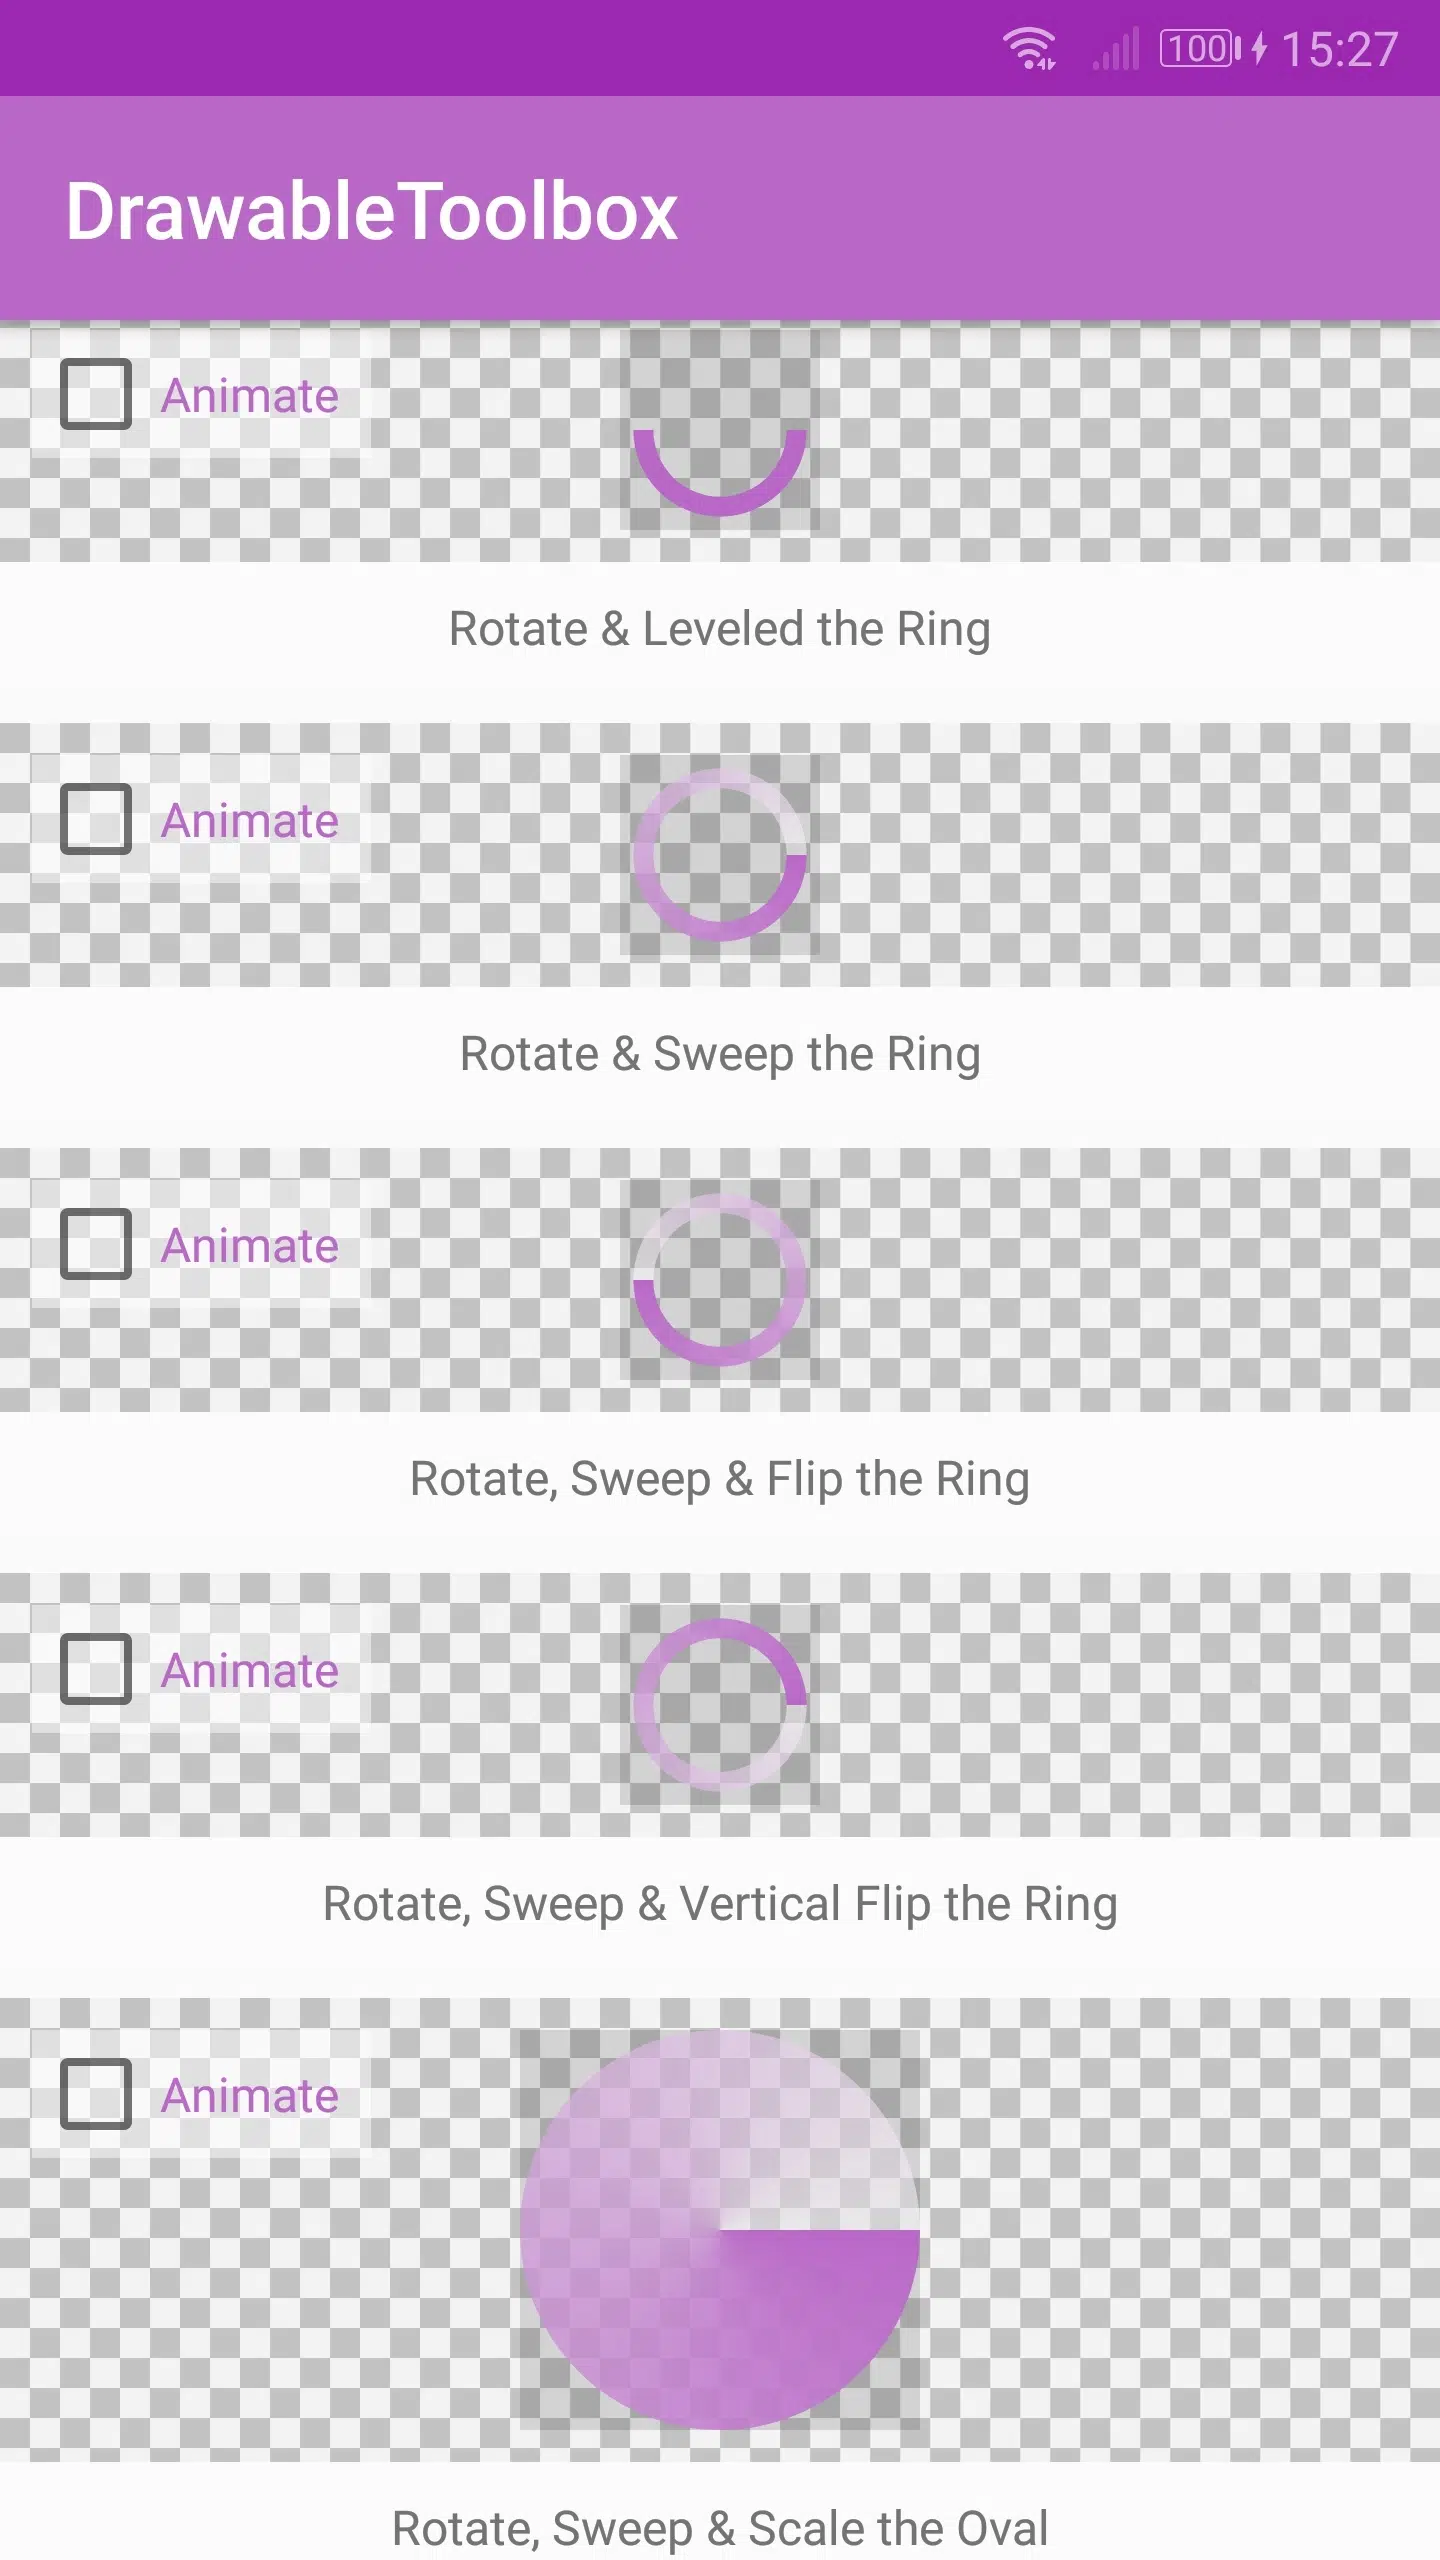 100 15:27
DrawableToolbox
Animate
Rotate & Leveled the Ring
Animate
Rotate & Sweep the Ring
Animate
Rotate, Sweep & Flip the Ring
Animate
Rotate, Sweep & Vertical Flip the Ring
Animate
Rotate, Sweep & Scale the Oval